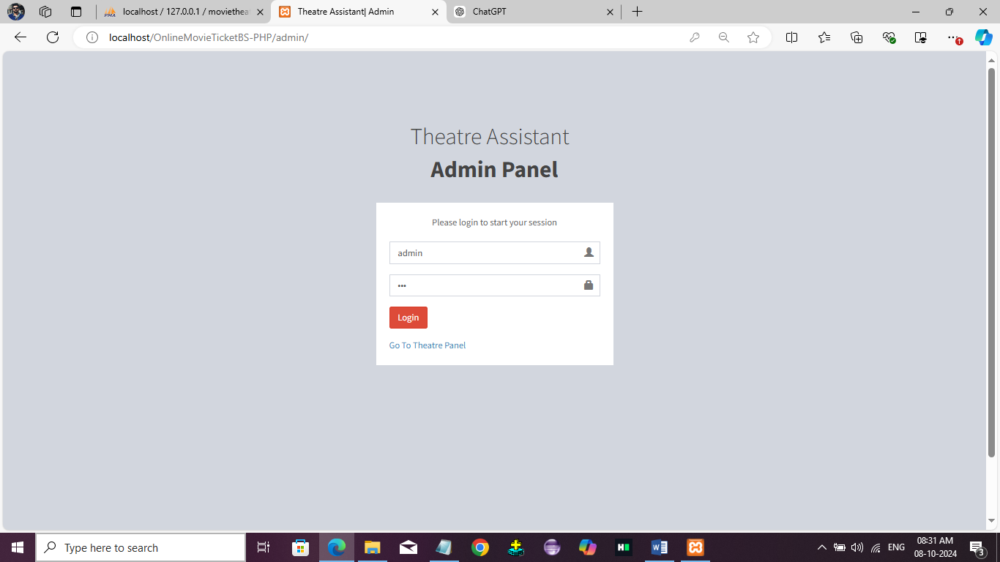 localhost / 127.0.0.1 / movietheat
Theatre Assistant| Admin
ChatGPT
localhost/OnlineMovieTicketBS-PHP/admin/
Theatre Assistant
Admin Panel
Please login to start your session
admin
•••
Login
Go To Theatre Panel
Type here to search
ENG
08:31 AM
08-10-2024
3